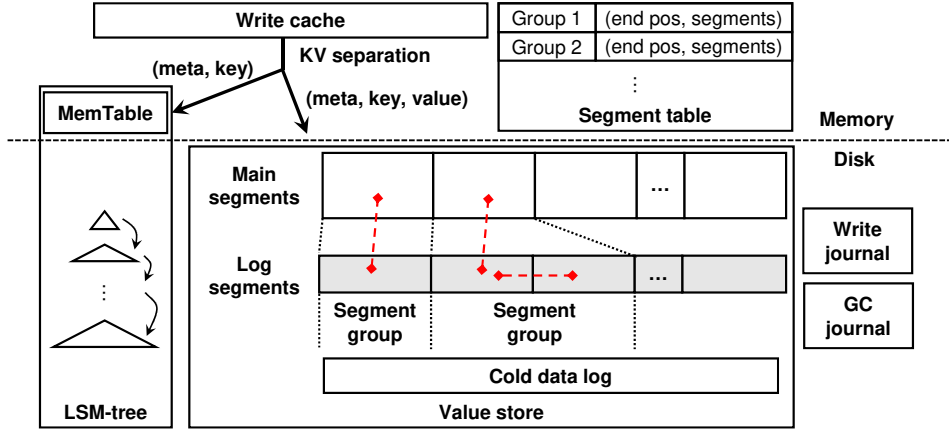 Write cache
Group 1 (end pos, segments)
Group 2 (end pos, segments)
⋮
Segment table
KV separation
(meta, key)
(meta, key, value)
MemTable
Memory
Disk
Main
segments
...
Log
segments
...
Segment
group
Segment
group
Cold data log
Value store
⋮
LSM-tree
Write
journal
GC
journal